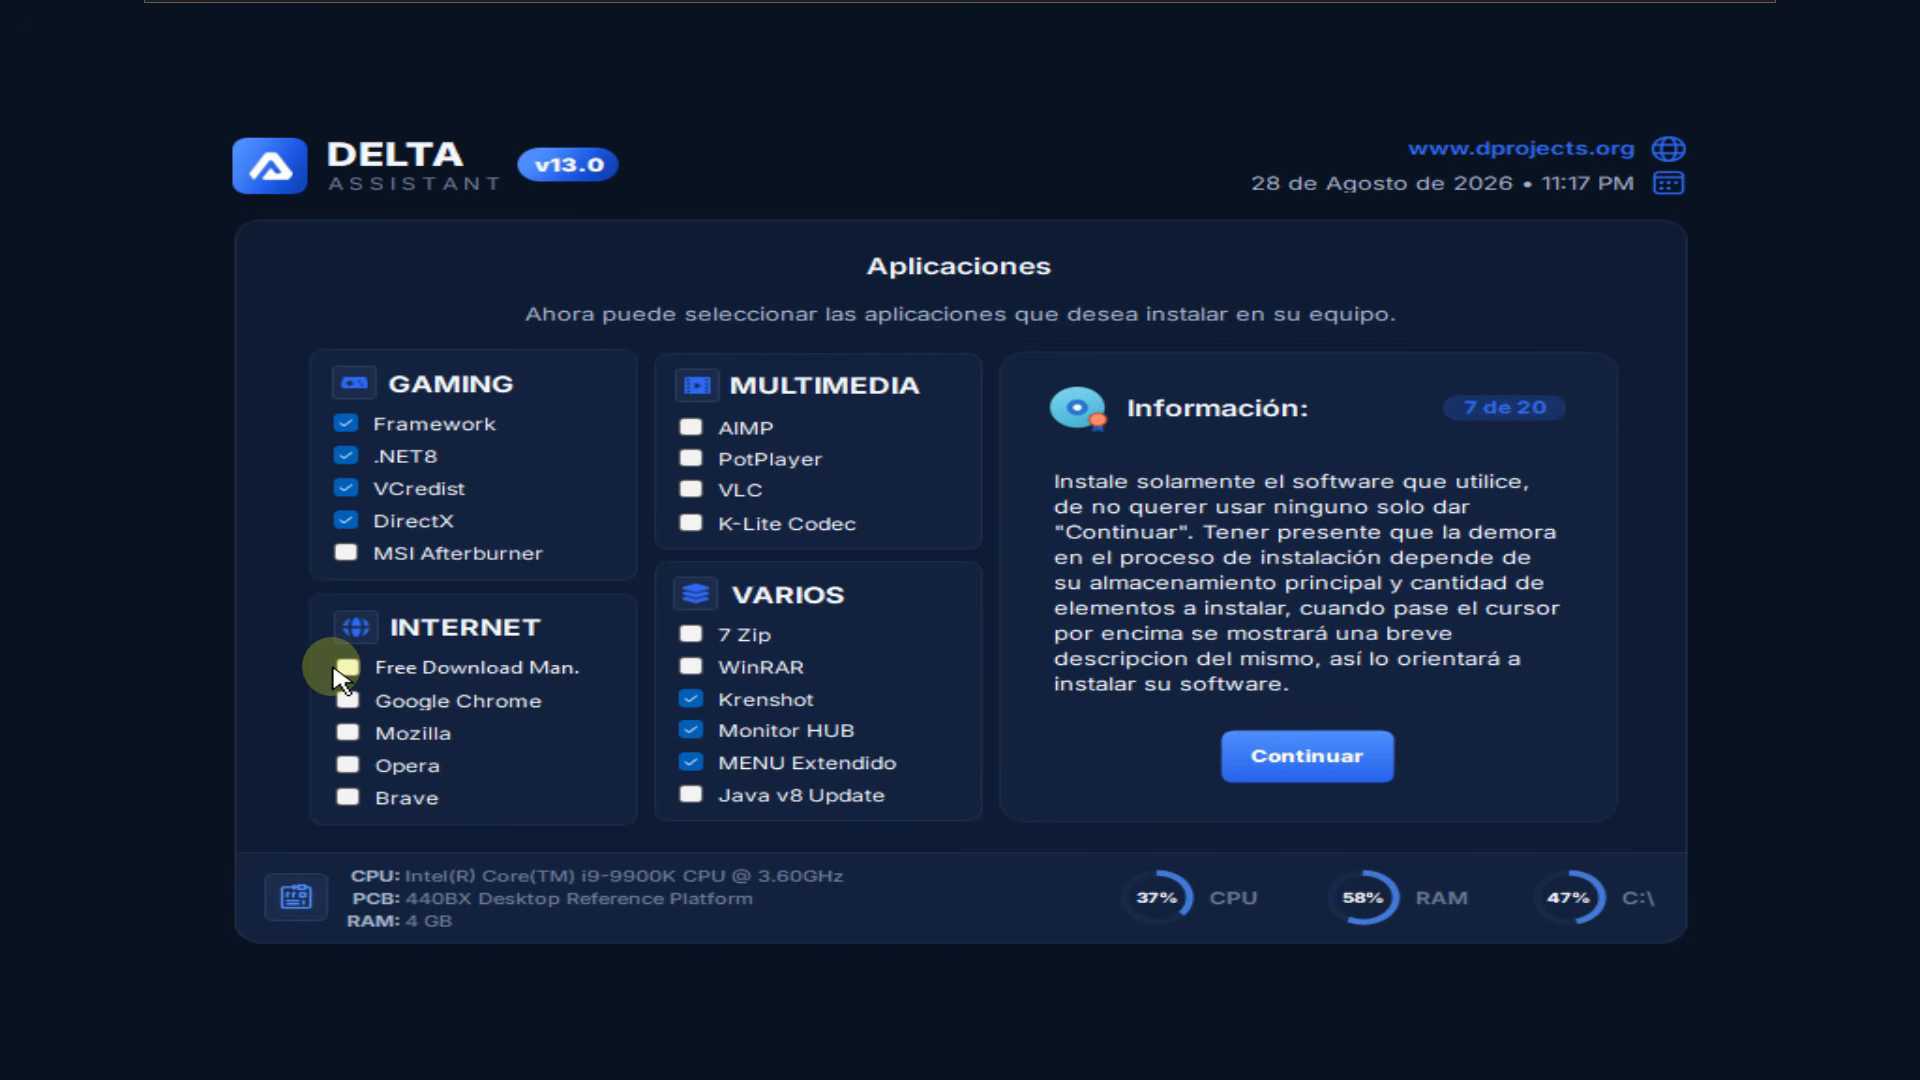 DELTA
ASSISTANT
v13.0
www.dprojects.org
28 de Agosto de 2026 • 11:17 PM
Aplicaciones
Ahora puede seleccionar las aplicaciones que desea instalar en su equipo.
GAMING
Framework
.NET8
VCredist
DirectX
MSI Afterburner
INTERNET
Free Download Man.
Google Chrome
Mozilla
Opera
Brave
MULTIMEDIA
AIMP
PotPlayer
VLC
K-Lite Codec
VARIOS
7 Zip
WinRAR
Krenshot
Monitor HUB
MENU Extendido
Java v8 Update
Información:
7 de 20
Instale solamente el software que utilice,
de no querer usar ninguno solo dar
"Continuar". Tener presente que la demora
en el proceso de instalación depende de
su almacenamiento principal y cantidad de
elementos a instalar, cuando pase el cursor
por encima se mostrará una breve
descripcion del mismo, así lo orientará a
instalar su software.
Continuar
CPU: Intel(R) Core(TM) i9-9900K CPU @ 3.60GHz
PCB: 440BX Desktop Reference Platform
RAM: 4 GB
37% CPU
58% RAM
47% C:\